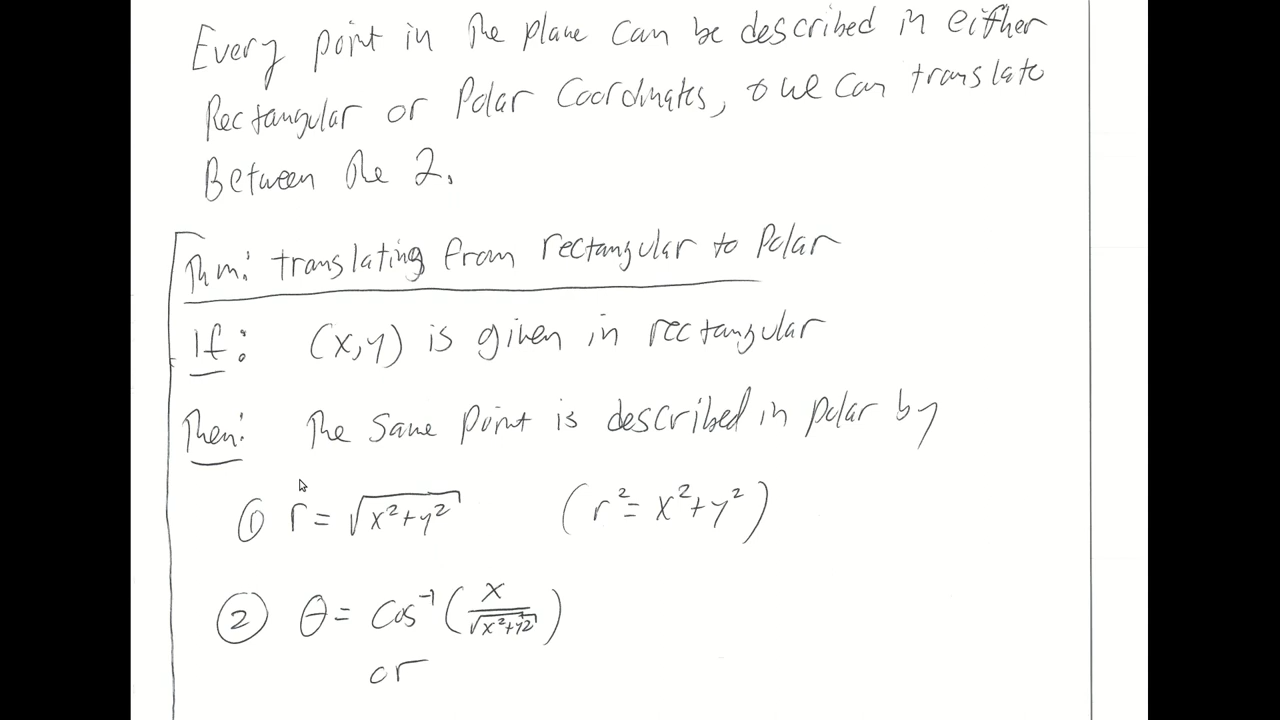 Every point in the plane can be described in either
Rectangular or Polar Coordinates, & we can translate
Between the 2.
Thm: translating from rectangular to Polar
If: (x,y) is given in rectangular
Then: The same point is described in polar by
① r = √(x²+y²) (r² = x²+y²)
② θ = Cos⁻¹(x/√(x²+y²))
or